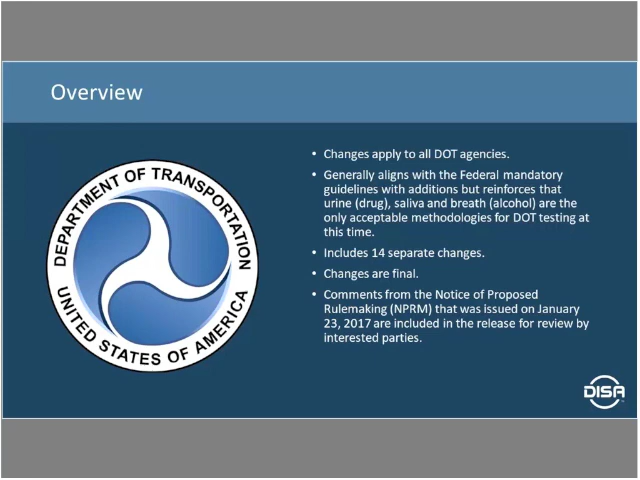 Overview
DEPARTMENT OF TRANSPORTATION
UNITED STATES OF AMERICA
• Changes apply to all DOT agencies.
• Generally aligns with the Federal mandatory
guidelines with additions but reinforces that
urine (drug), saliva and breath (alcohol) are the
only acceptable methodologies for DOT testing at
this time.
• Includes 14 separate changes.
• Changes are final.
• Comments from the Notice of Proposed
Rulemaking (NPRM) that was issued on January
23, 2017 are included in the release for review by
interested parties.
DISA